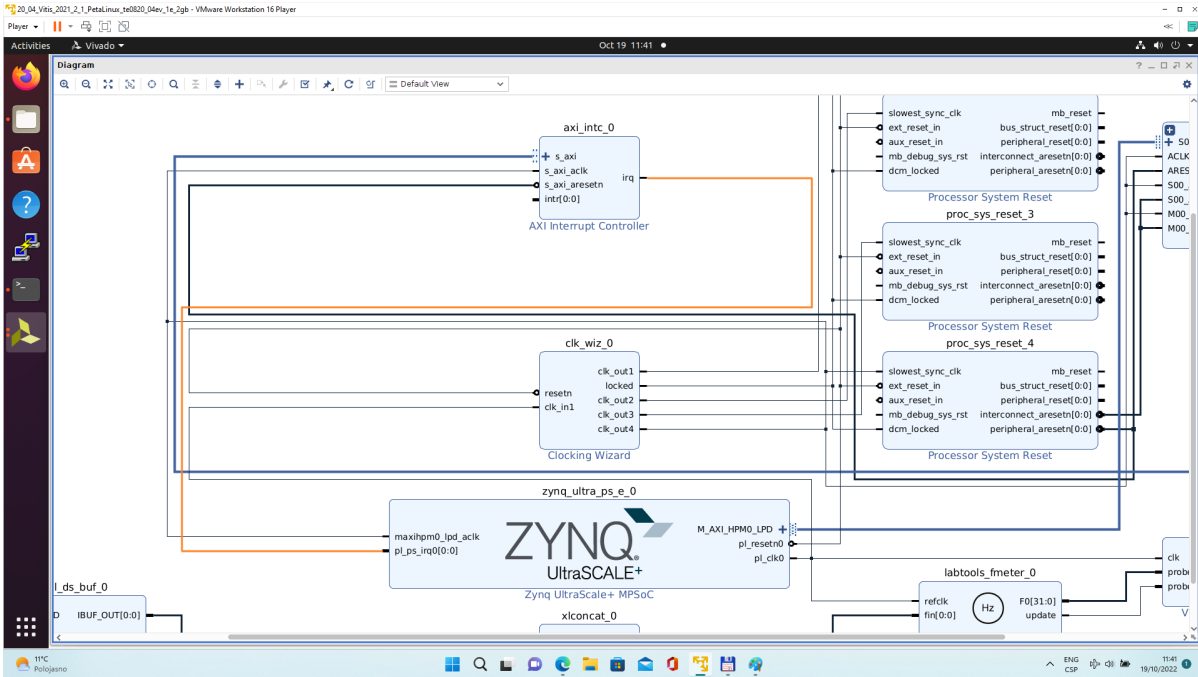 20_04_Vitis_2021_2_1_PetaLinux_te0820_04ev_1e_2gb - VMware Workstation 16 Player
Player
Activities
Vivado
Oct 19 11:41
Diagram
Default View
axi_intc_0
s_axi
s_axi_aclk
s_axi_aresetn
intr[0:0]
irq
AXI Interrupt Controller
slowest_sync_clk
ext_reset_in
aux_reset_in
mb_debug_sys_rst
dcm_locked
mb_reset
bus_struct_reset[0:0]
peripheral_reset[0:0]
interconnect_aresetn[0:0]
peripheral_aresetn[0:0]
Processor System Reset
proc_sys_reset_3
slowest_sync_clk
ext_reset_in
aux_reset_in
mb_debug_sys_rst
dcm_locked
mb_reset
bus_struct_reset[0:0]
peripheral_reset[0:0]
interconnect_aresetn[0:0]
peripheral_aresetn[0:0]
Processor System Reset
S0
ACLK
ARES
S00_
S00_
M00_
M00_
clk_wiz_0
resetn
clk_in1
clk_out1
locked
clk_out2
clk_out3
clk_out4
Clocking Wizard
proc_sys_reset_4
slowest_sync_clk
ext_reset_in
aux_reset_in
mb_debug_sys_rst
dcm_locked
mb_reset
bus_struct_reset[0:0]
peripheral_reset[0:0]
interconnect_aresetn[0:0]
peripheral_aresetn[0:0]
Processor System Reset
zynq_ultra_ps_e_0
maxihpm0_lpd_aclk
pl_ps_irq0[0:0]
ZYNQ
UltraSCALE+
M_AXI_HPM0_LPD
pl_resetn0
pl_clk0
Zynq UltraScale+ MPSoC
l_ds_buf_0
D IBUF_OUT[0:0]
xlconcat_0
labtools_fmeter_0
refclk
fin[0:0]
Hz
F0[31:0]
update
clk
prob
prob
V
11°C
Polojasno
ENG
CSP
11:41
19/10/2022
1